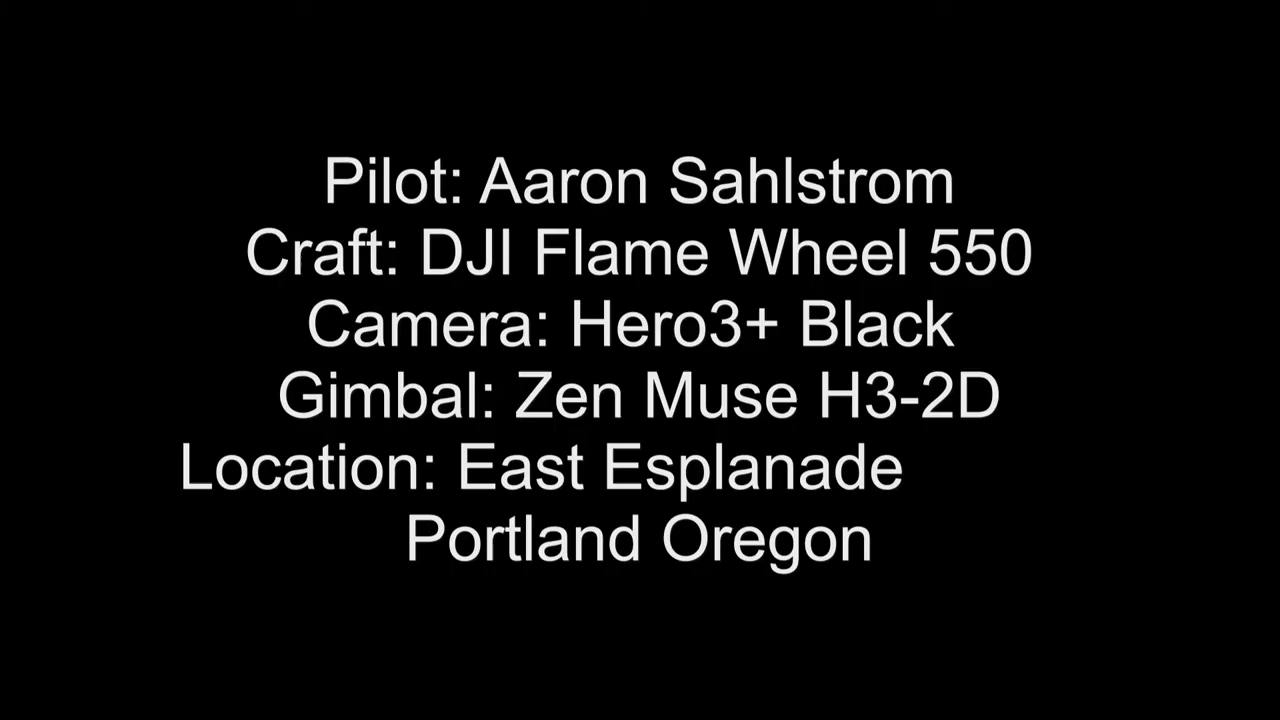 Pilot: Aaron Sahlstrom
Craft: DJI Flame Wheel 550
Camera: Hero3+ Black
Gimbal: Zen Muse H3-2D
Location: East Esplanade
Portland Oregon